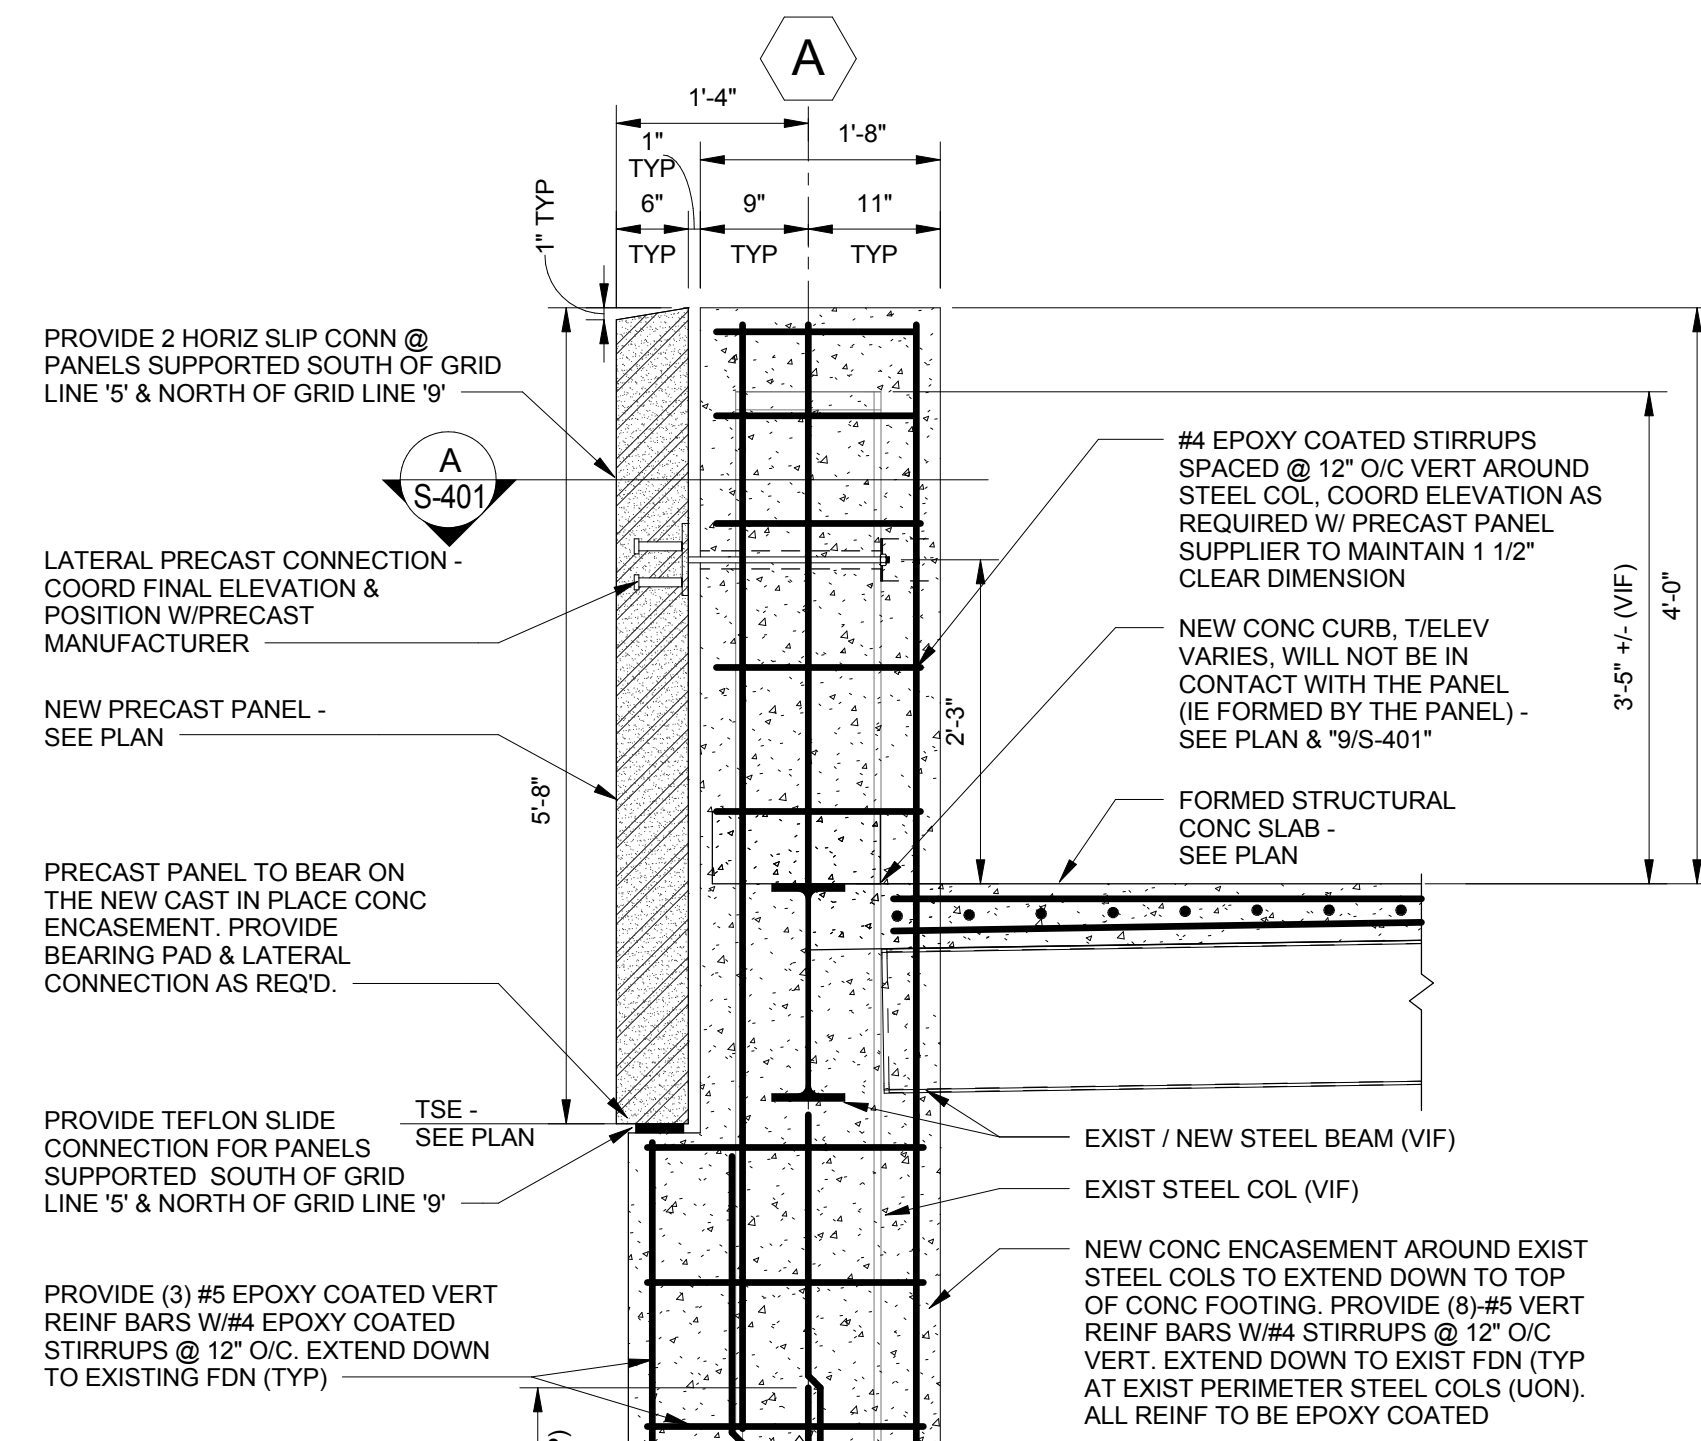 A
1'-4"
1'-8"
1"
TYP
6"
TYP
9"
TYP
11"
TYP
1" TYP
PROVIDE 2 HORIZ SLIP CONN @
PANELS SUPPORTED SOUTH OF GRID
LINE '5' & NORTH OF GRID LINE '9'
A
S-401
LATERAL PRECAST CONNECTION -
COORD FINAL ELEVATION &
POSITION W/PRECAST
MANUFACTURER
NEW PRECAST PANEL -
SEE PLAN
5'-8"
PRECAST PANEL TO BEAR ON
THE NEW CAST IN PLACE CONC
ENCASEMENT. PROVIDE
BEARING PAD & LATERAL
CONNECTION AS REQ'D.
TSE -
SEE PLAN
PROVIDE TEFLON SLIDE
CONNECTION FOR PANELS
SUPPORTED SOUTH OF GRID
LINE '5' & NORTH OF GRID LINE '9'
PROVIDE (3) #5 EPOXY COATED VERT
REINF BARS W/#4 EPOXY COATED
STIRRUPS @ 12" O/C. EXTEND DOWN
TO EXISTING FDN (TYP)
#4 EPOXY COATED STIRRUPS
SPACED @ 12" O/C VERT AROUND
STEEL COL, COORD ELEVATION AS
REQUIRED W/ PRECAST PANEL
SUPPLIER TO MAINTAIN 1 1/2"
CLEAR DIMENSION
2'-3"
NEW CONC CURB, T/ELEV
VARIES, WILL NOT BE IN
CONTACT WITH THE PANEL
(IE FORMED BY THE PANEL) -
SEE PLAN & "9/S-401"
3'-5" +/- (VIF)
4'-0"
FORMED STRUCTURAL
CONC SLAB -
SEE PLAN
EXIST / NEW STEEL BEAM (VIF)
EXIST STEEL COL (VIF)
NEW CONC ENCASEMENT AROUND EXIST
STEEL COLS TO EXTEND DOWN TO TOP
OF CONC FOOTING. PROVIDE (8)-#5 VERT
REINF BARS W/#4 STIRRUPS @ 12" O/C
VERT. EXTEND DOWN TO EXIST FDN (TYP
AT EXIST PERIMETER STEEL COLS (UON).
ALL REINF TO BE EPOXY COATED